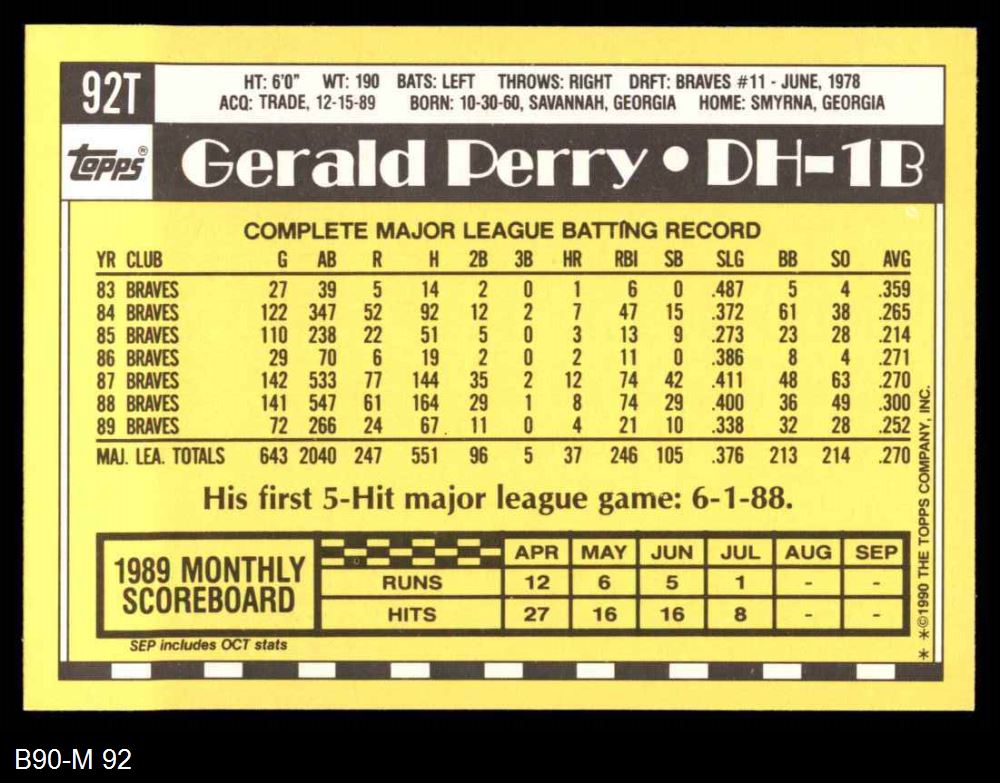 92T
HT: 6'0" WT: 190 BATS: LEFT THROWS: RIGHT DRFT: BRAVES #11 - JUNE, 1978
ACQ: TRADE, 12-15-89 BORN: 10-30-60, SAVANNAH, GEORGIA HOME: SMYRNA, GEORGIA
TOPPS®
Gerald Perry • DH-1B
COMPLETE MAJOR LEAGUE BATTING RECORD
YR CLUB G AB R H 2B 3B HR RBI SB SLG BB SO AVG
83 BRAVES 27 39 5 14 2 0 1 6 0 .487 5 4 .359
84 BRAVES 122 347 52 92 12 2 7 47 15 .372 61 38 .265
85 BRAVES 110 238 22 51 5 0 3 13 9 .273 23 28 .214
86 BRAVES 29 70 6 19 2 0 2 11 0 .386 8 4 .271
87 BRAVES 142 533 77 144 35 2 12 74 42 .411 48 63 .270
88 BRAVES 141 547 61 164 29 1 8 74 29 .400 36 49 .300
89 BRAVES 72 266 24 67 11 0 4 21 10 .338 32 28 .252
MAJ. LEA. TOTALS 643 2040 247 551 96 5 37 246 105 .376 213 214 .270
His first 5-Hit major league game: 6-1-88.
1989 MONTHLY
SCOREBOARD
APR MAY JUN JUL AUG SEP
RUNS 12 6 5 1 - -
HITS 27 16 16 8 - -
SEP includes OCT stats
* *©1990 THE TOPPS COMPANY, INC.
B90-M 92